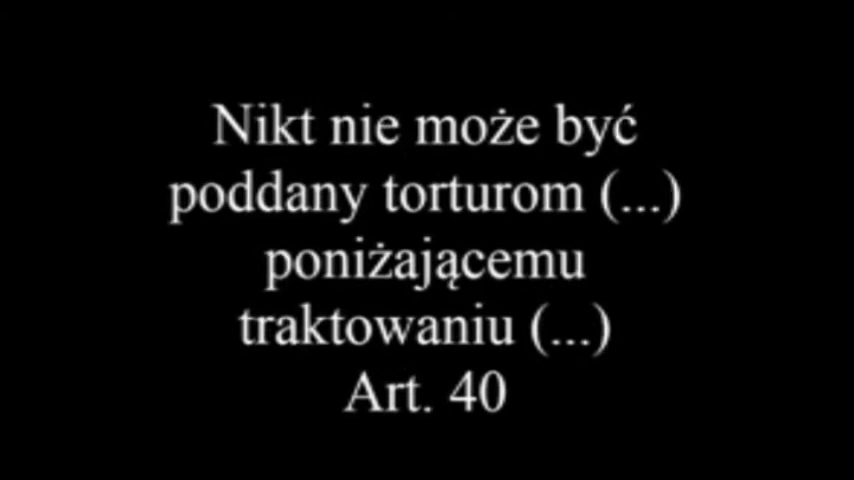 Nikt nie może być
poddany torturom (...)
poniżającemu
traktowaniu (...)
Art. 40